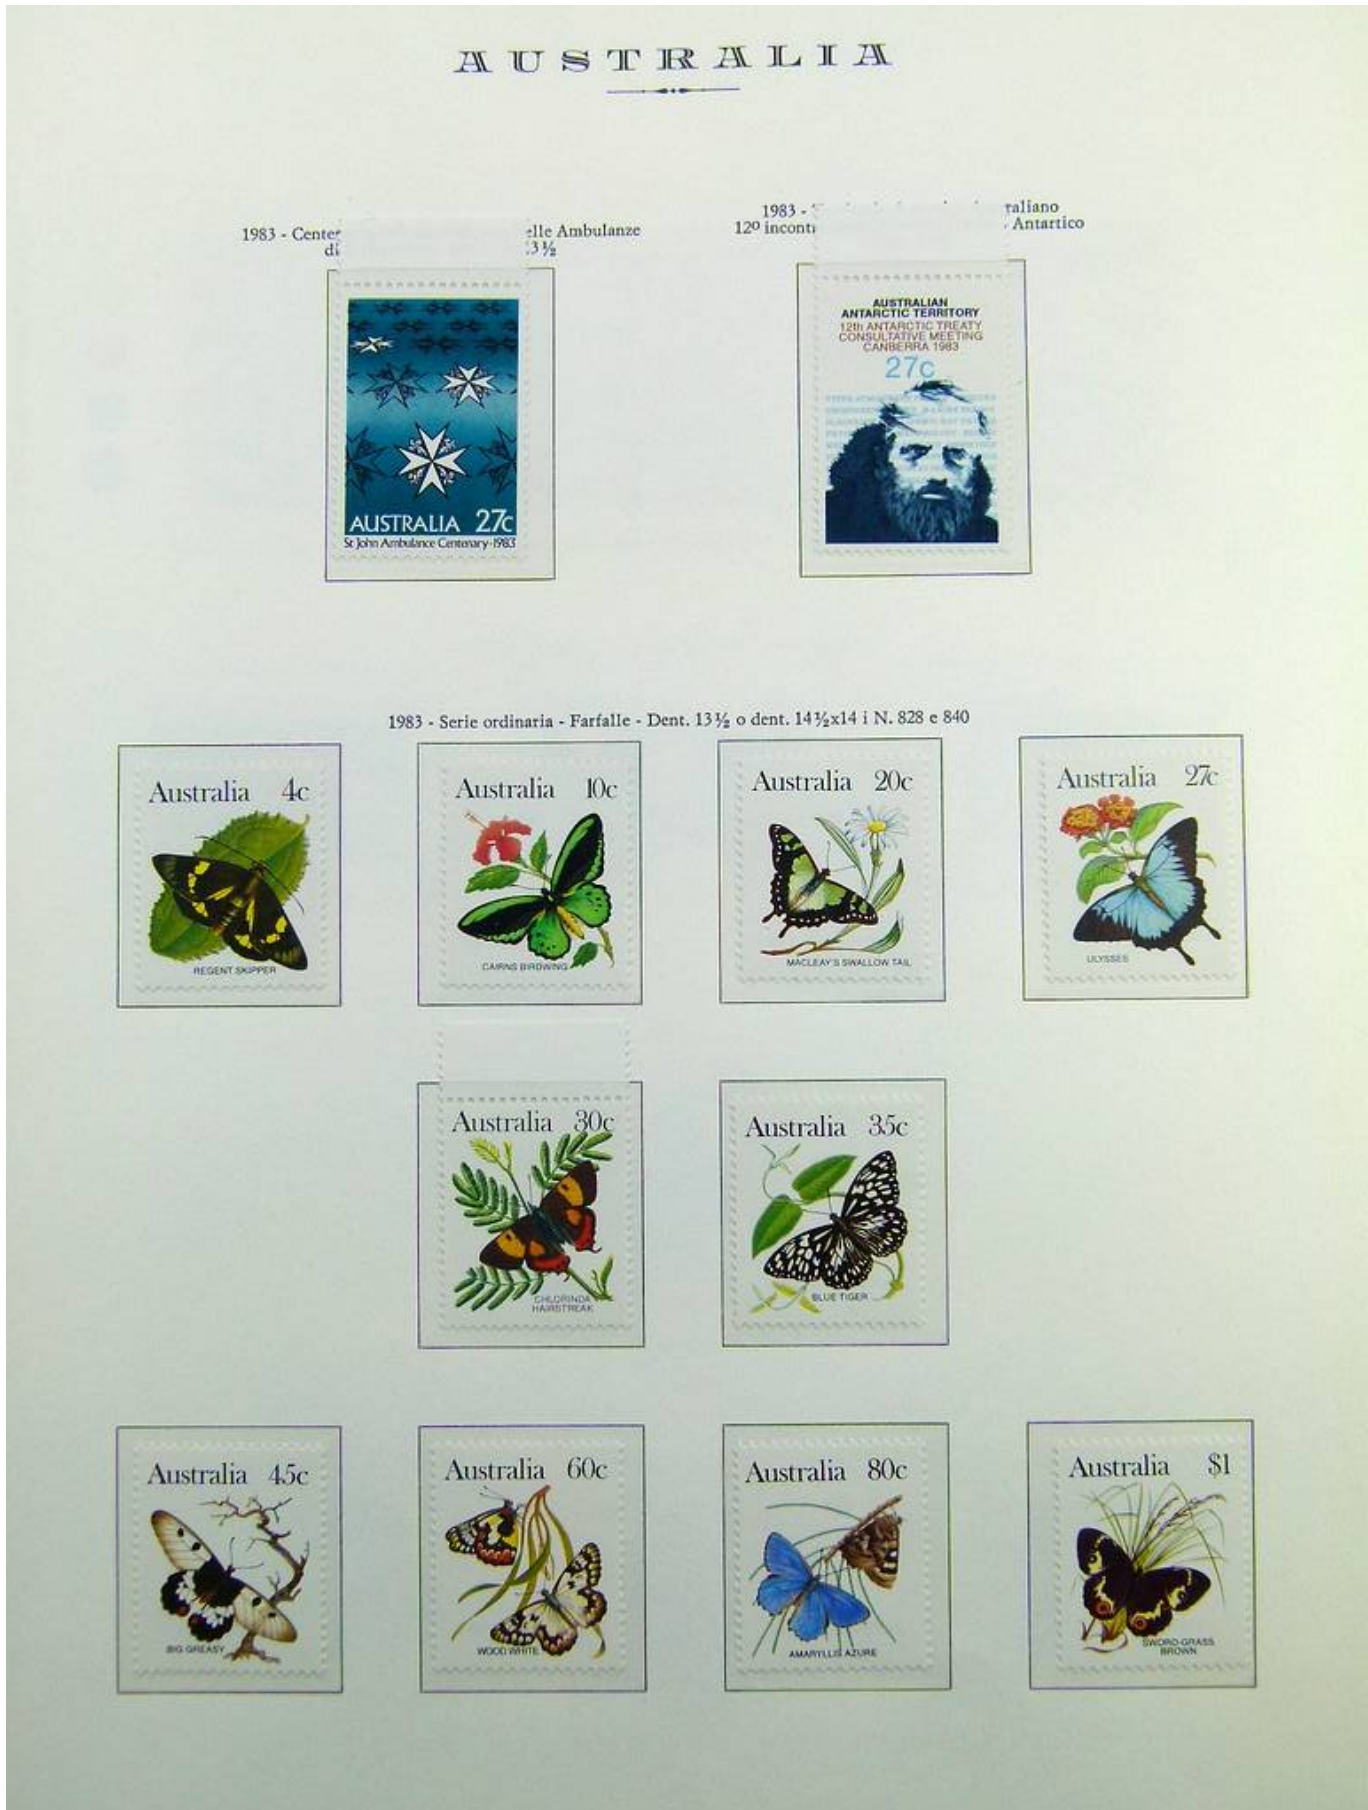 AUSTRALIA
1983 -
elle Ambulanze
3½
1983 -
12º
Antartico
AUSTRALIA 27c
St John Ambulance Centenary-1983
AUSTRALIAN
ANTARCTIC TERRITORY
12th ANTARCTIC TREATY
CONSULTATIVE MEETING
CANBERRA 1983
27c
1983 - Serie ordinaria - Farfalle - Dent. 13½ o dent. 14½x14 i N. 828 e 840
Australia 4c
REGENT SKIPPER
Australia 10c
CAIRNS BIRDWING
Australia 20c
MACLEAY'S SWALLOW TAIL
Australia 27c
ULYSSES
Australia 30c
CHLORINDA
HAIRSTREAK
Australia 35c
BLUE TIGER
Australia 45c
BIG GREASY
Australia 60c
WOOD WHITE
Australia 80c
AMARYLLIS AZURE
Australia $1
SWORD-GRASS
BROWN